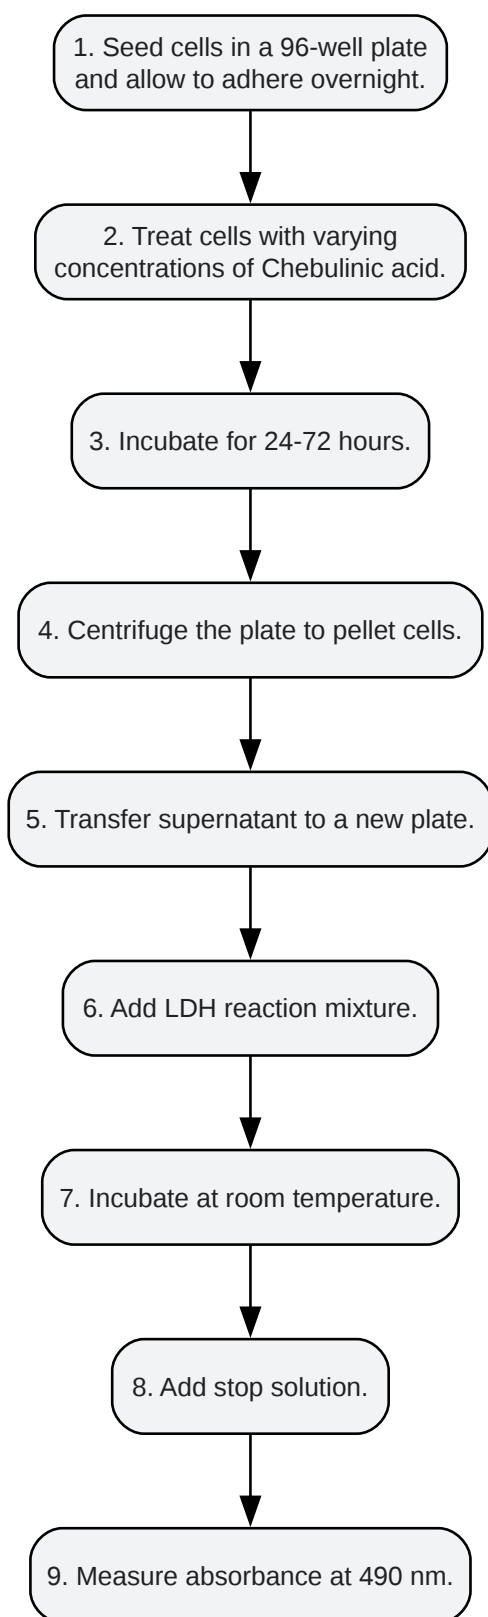 1. Seed cells in a 96-well plate
and allow to adhere overnight.
2. Treat cells with varying
concentrations of Chebulinic acid.
3. Incubate for 24-72 hours.
4. Centrifuge the plate to pellet cells.
5. Transfer supernatant to a new plate.
6. Add LDH reaction mixture.
7. Incubate at room temperature.
8. Add stop solution.
9. Measure absorbance at 490 nm.